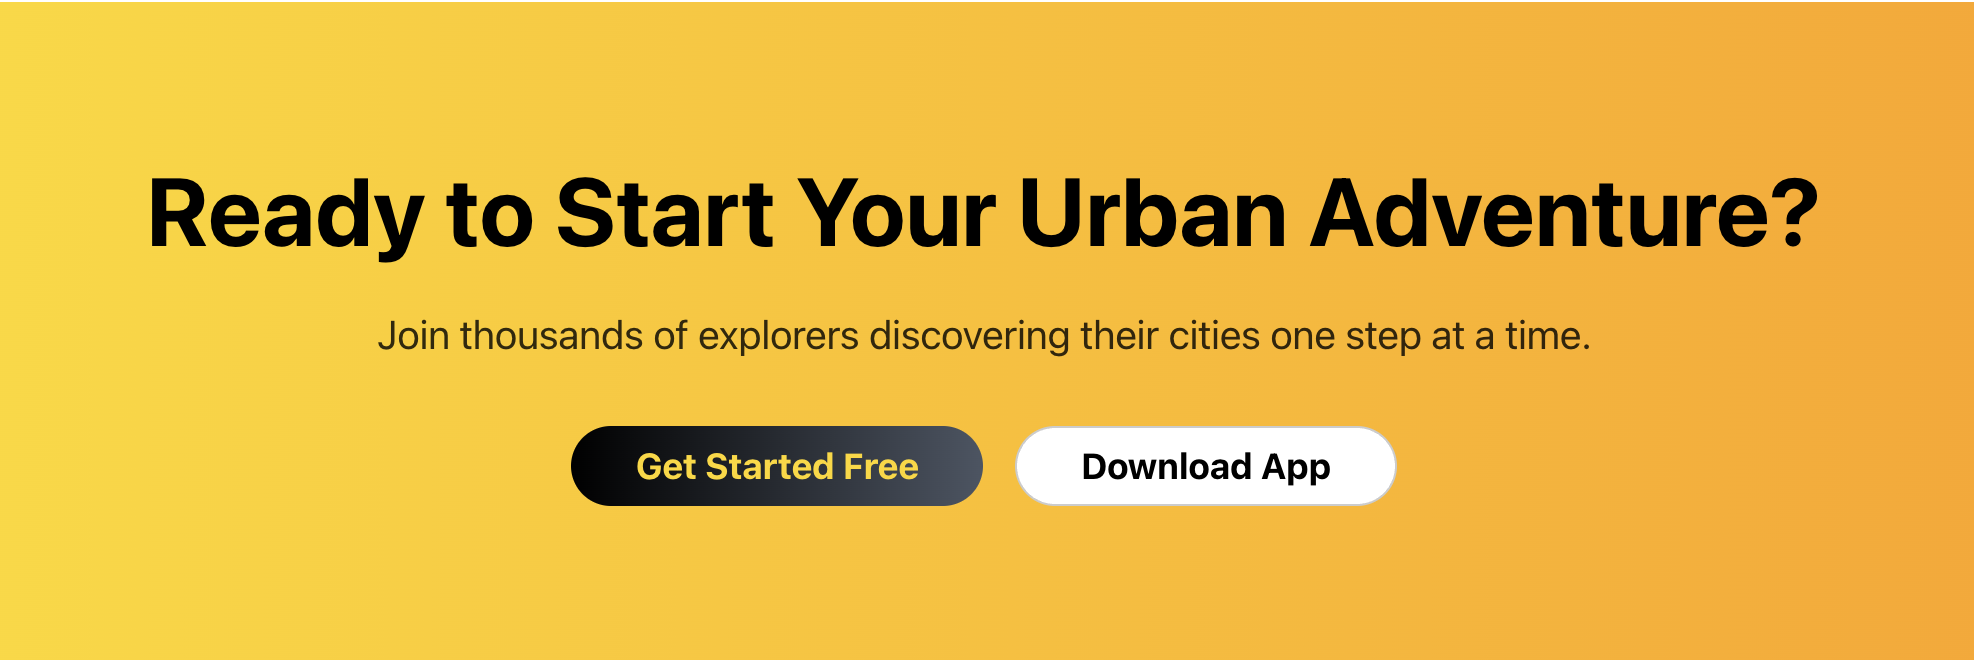 Ready to Start Your Urban Adventure?
Join thousands of explorers discovering their cities one step at a time.
Get Started Free
Download App